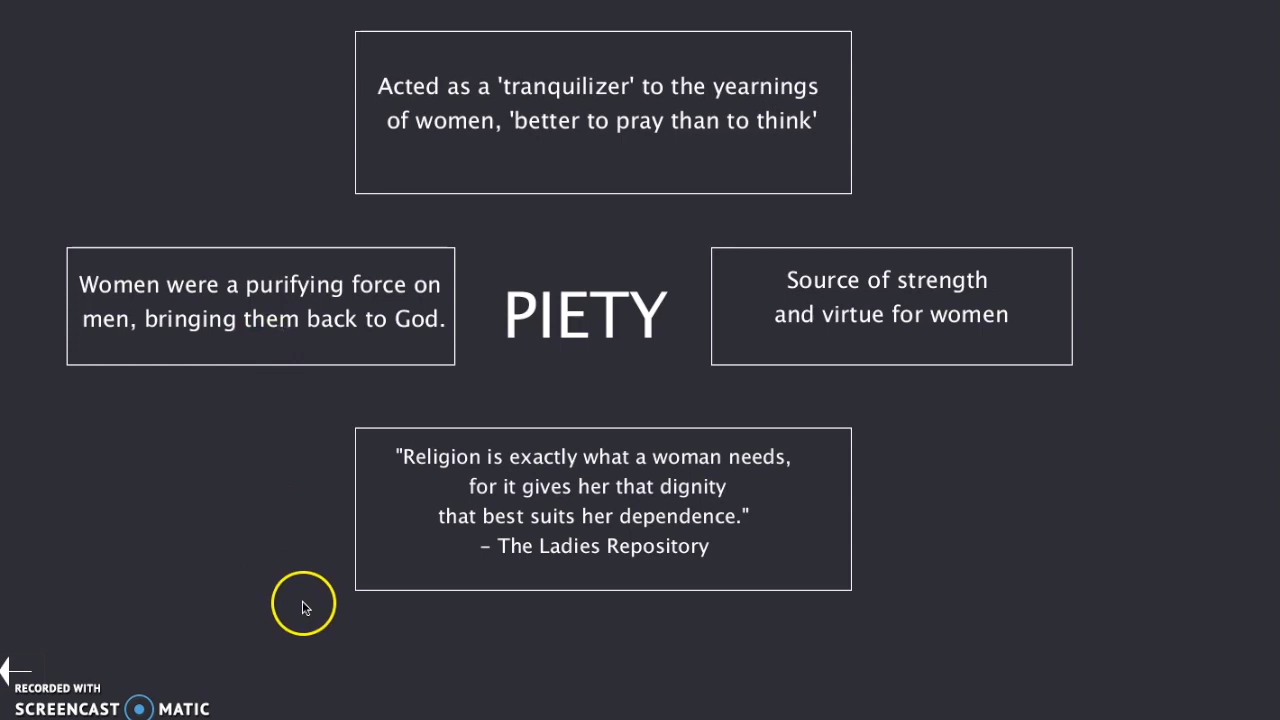 Acted as a 'tranquilizer' to the yearnings
of women, 'better to pray than to think'
Women were a purifying force on
men, bringing them back to God.
PIETY
Source of strength
and virtue for women
"Religion is exactly what a woman needs,
for it gives her that dignity
that best suits her dependence."
– The Ladies Repository
RECORDED WITH
SCREENCAST MATIC